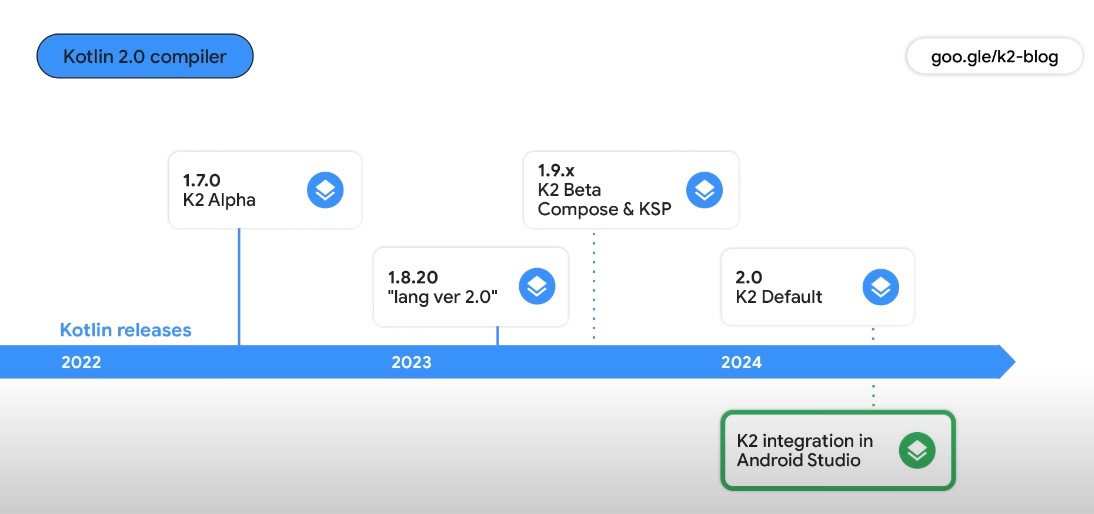 Kotlin 2.0 compiler
goo.gle/k2-blog
1.7.0
K2 Alpha
1.9.x
K2 Beta
Compose & KSP
1.8.20
"lang ver 2.0"
2.0
K2 Default
Kotlin releases
2022
2023
2024
K2 integration in
Android Studio